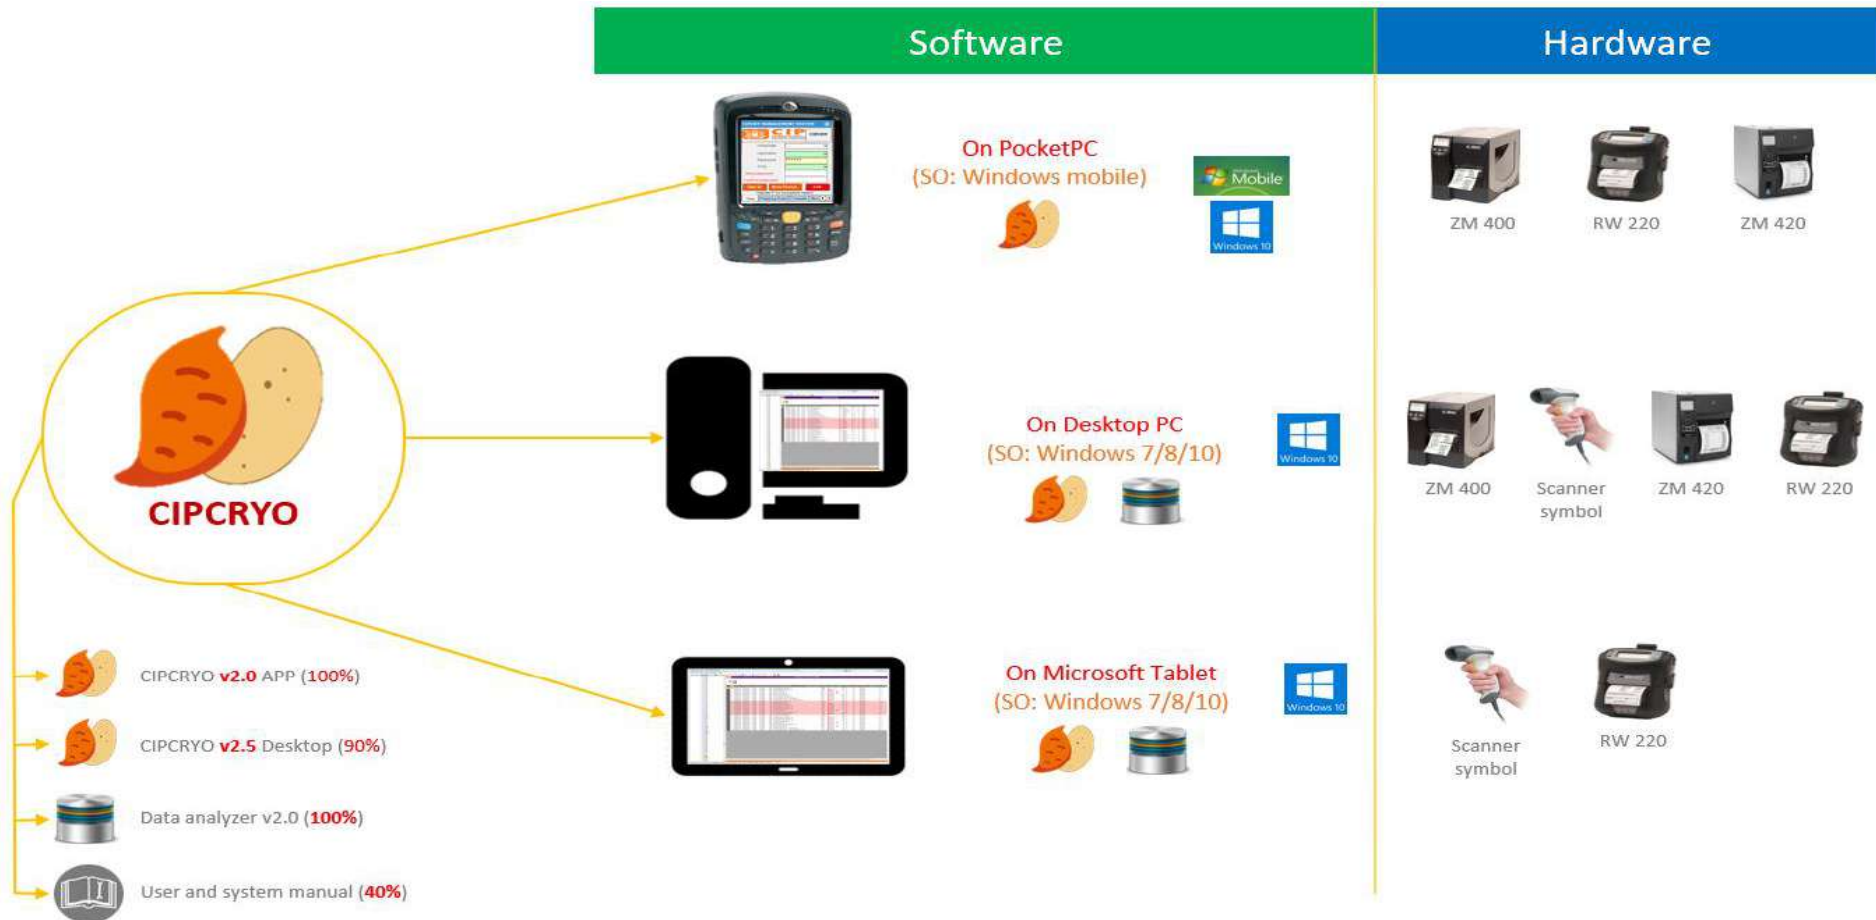 Software
Hardware
On PocketPC
(SO: Windows mobile)
Mobile
Windows 10
ZM 400
RW 220
ZM 420
CIP
CIPCRYO
On Desktop PC
(SO: Windows 7/8/10)
Windows 10
ZM 400
Scanner
symbol
ZM 420
RW 220
On Microsoft Tablet
(SO: Windows 7/8/10)
Windows 10
Scanner
symbol
RW 220
CIPCRYO v2.0 APP (100%)
CIPCRYO v2.5 Desktop (90%)
Data analyzer v2.0 (100%)
User and system manual (40%)